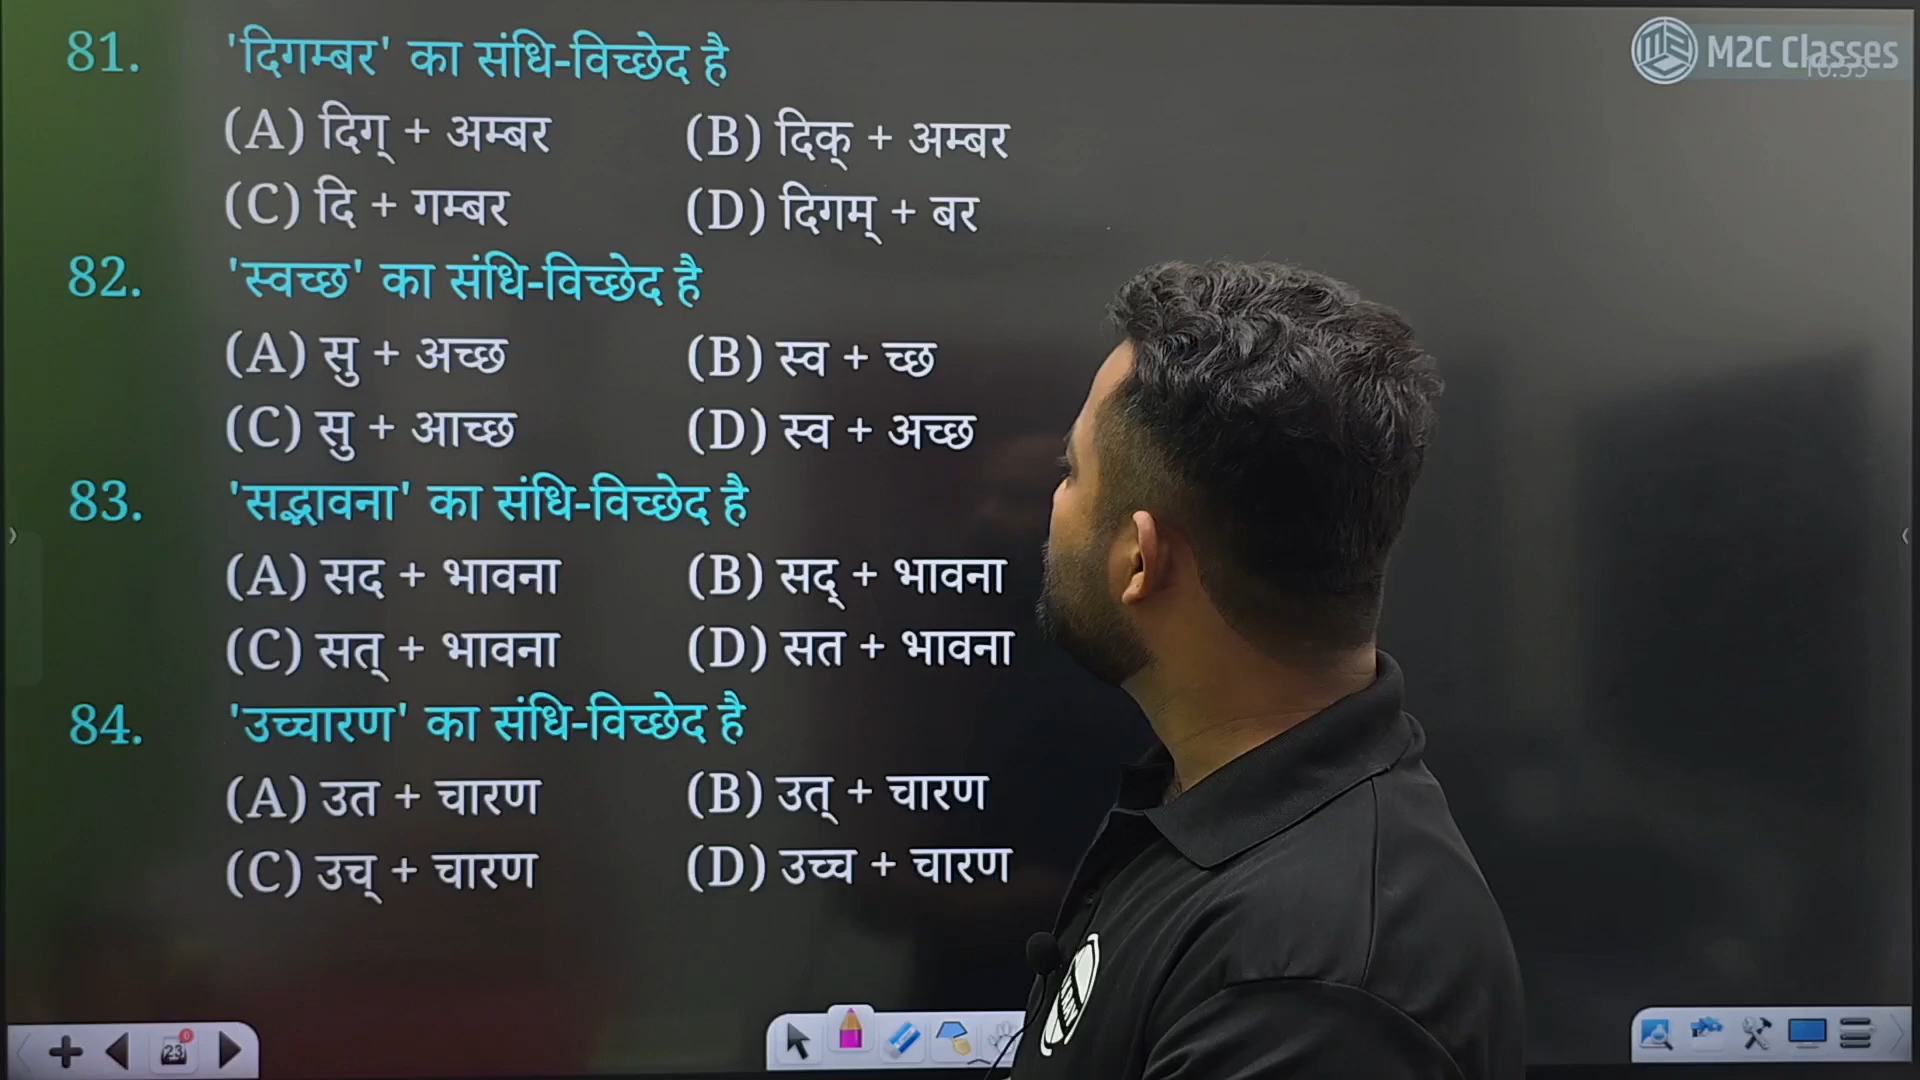 M2C Classes
81. 'दिगम्बर' का संधि-विच्छेद है
(A) दिग् + अम्बर (B) दिक् + अम्बर
(C) दि + गम्बर (D) दिगम् + बर
82. 'स्वच्छ' का संधि-विच्छेद है
(A) सु + अच्छ (B) स्व + च्छ
(C) सु + आच्छ (D) स्व + अच्छ
83. 'सद्भावना' का संधि-विच्छेद है
(A) सद + भावना (B) सद् + भावना
(C) सत् + भावना (D) सत + भावना
84. 'उच्चारण' का संधि-विच्छेद है
(A) उत + चारण (B) उत् + चारण
(C) उच् + चारण (D) उच्च + चारण
23